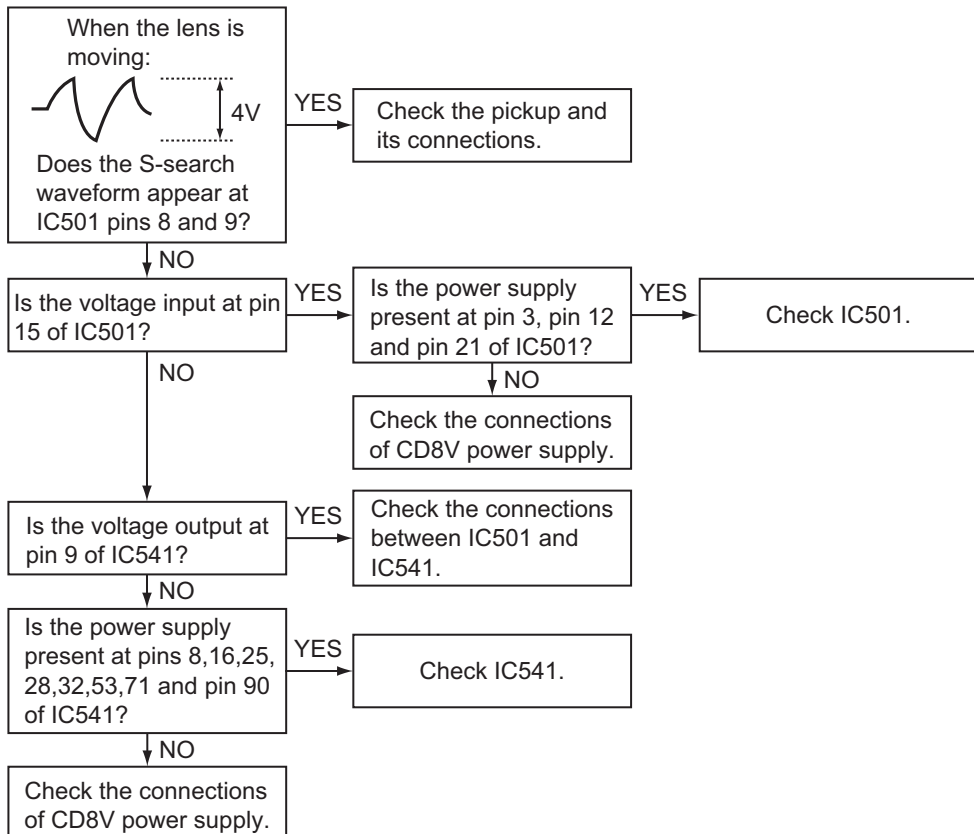 When the lens is
moving:
4V
Does the S-search
waveform appear at
IC501 pins 8 and 9?
YES
Check the pickup and
its connections.
NO
Is the voltage input at pin
15 of IC501?
YES
Is the power supply
present at pin 3, pin 12
and pin 21 of IC501?
YES
Check IC501.
NO
NO
Check the connections
of CD8V power supply.
Is the voltage output at
pin 9 of IC541?
YES
Check the connections
between IC501 and
IC541.
NO
Is the power supply
present at pins 8,16,25,
28,32,53,71 and pin 90
of IC541?
YES
Check IC541.
NO
Check the connections
of CD8V power supply.